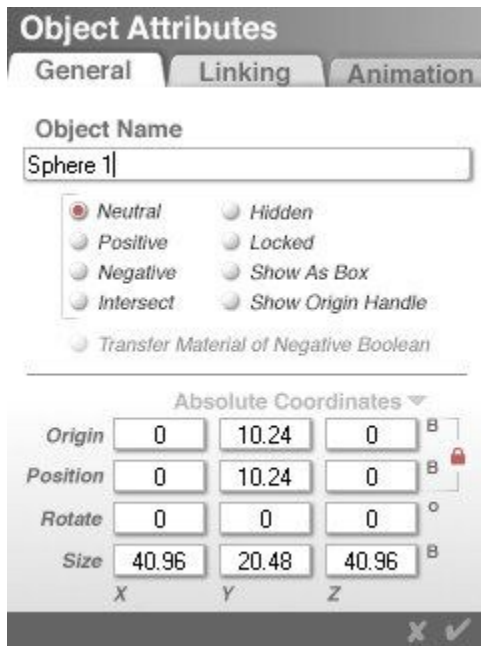 Object Attributes
General Linking Animation
Object Name
Sphere 1
Neutral Hidden
Positive Locked
Negative Show As Box
Intersect Show Origin Handle
Transfer Material of Negative Boolean
Absolute Coordinates
Origin 0 10.24 0 B
Position 0 10.24 0 B
Rotate 0 0 0 o
Size 40.96 20.48 40.96 B
X Y Z